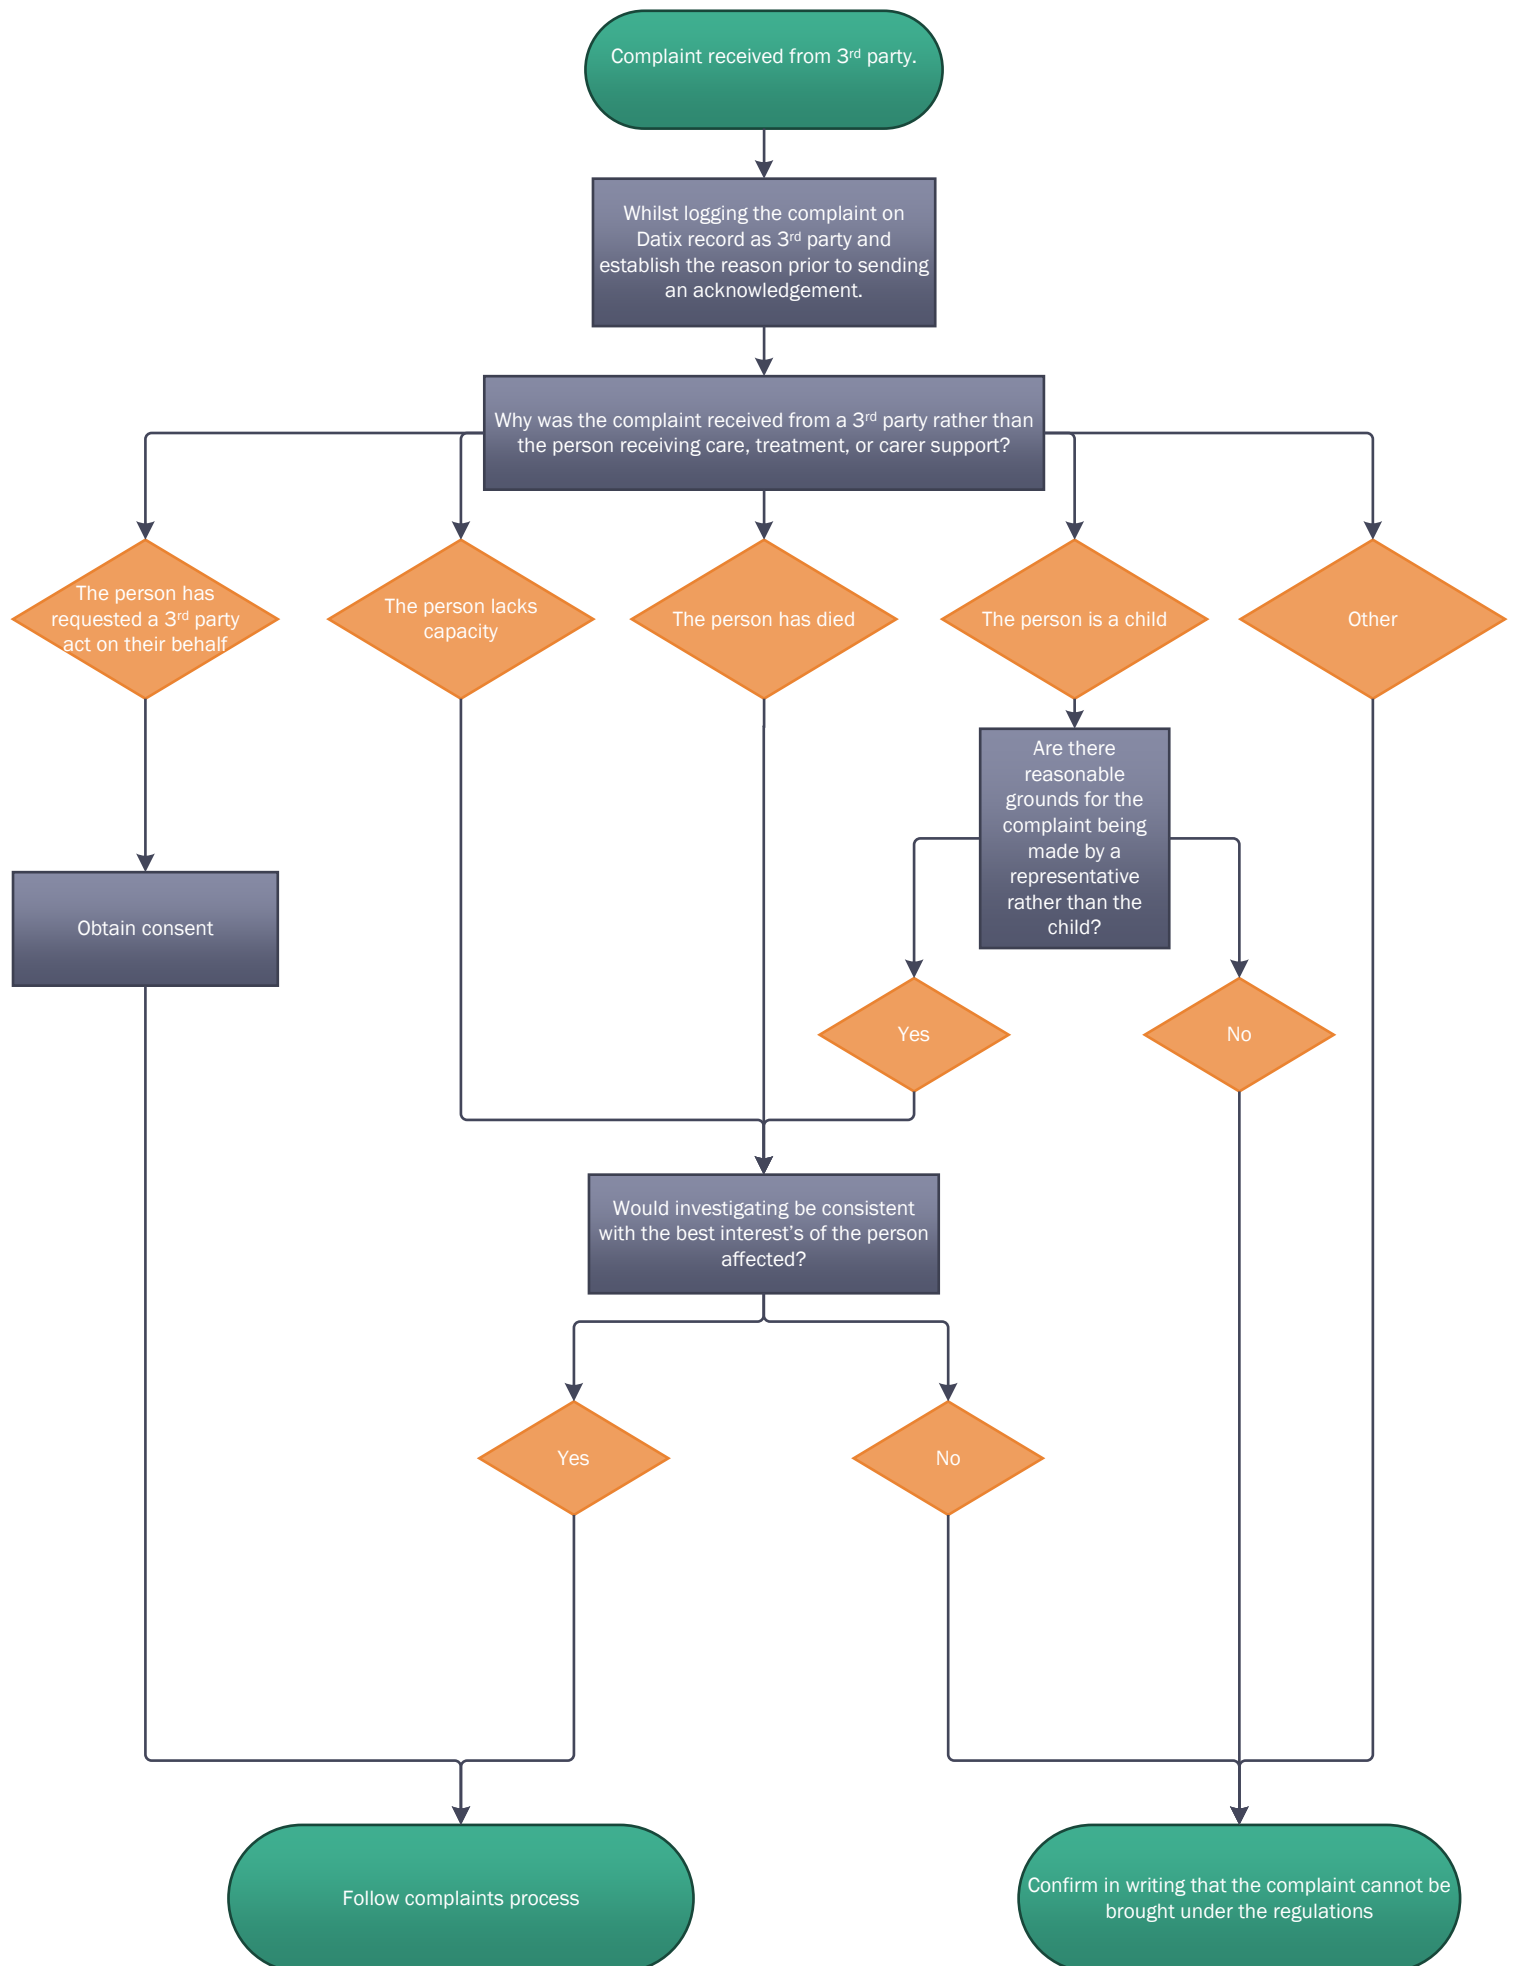 Complaint received from 3rd party.
Whilst logging the complaint on
Datix record as 3rd party and
establish the reason prior to sending
an acknowledgement.
Why was the complaint received from a 3rd party rather than
the person receiving care, treatment, or carer support?
The person has
requested a 3rd party
act on their behalf
The person lacks
capacity
The person has died
The person is a child
Other
Are there
reasonable
grounds for the
complaint being
made by a
representative
rather than the
child?
Obtain consent
Yes
No
Would investigating be consistent
with the best interest’s of the person
affected?
Yes
No
Follow complaints process
Confirm in writing that the complaint cannot be
brought under the regulations